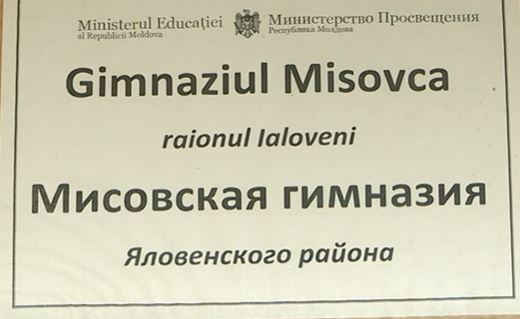 Ministerul Educației Министерство Просвещения
al Republicii Moldova Республика Молдова
Gimnaziul Misovca
raionul Ialoveni
Мисовская гимназия
Яловенского района